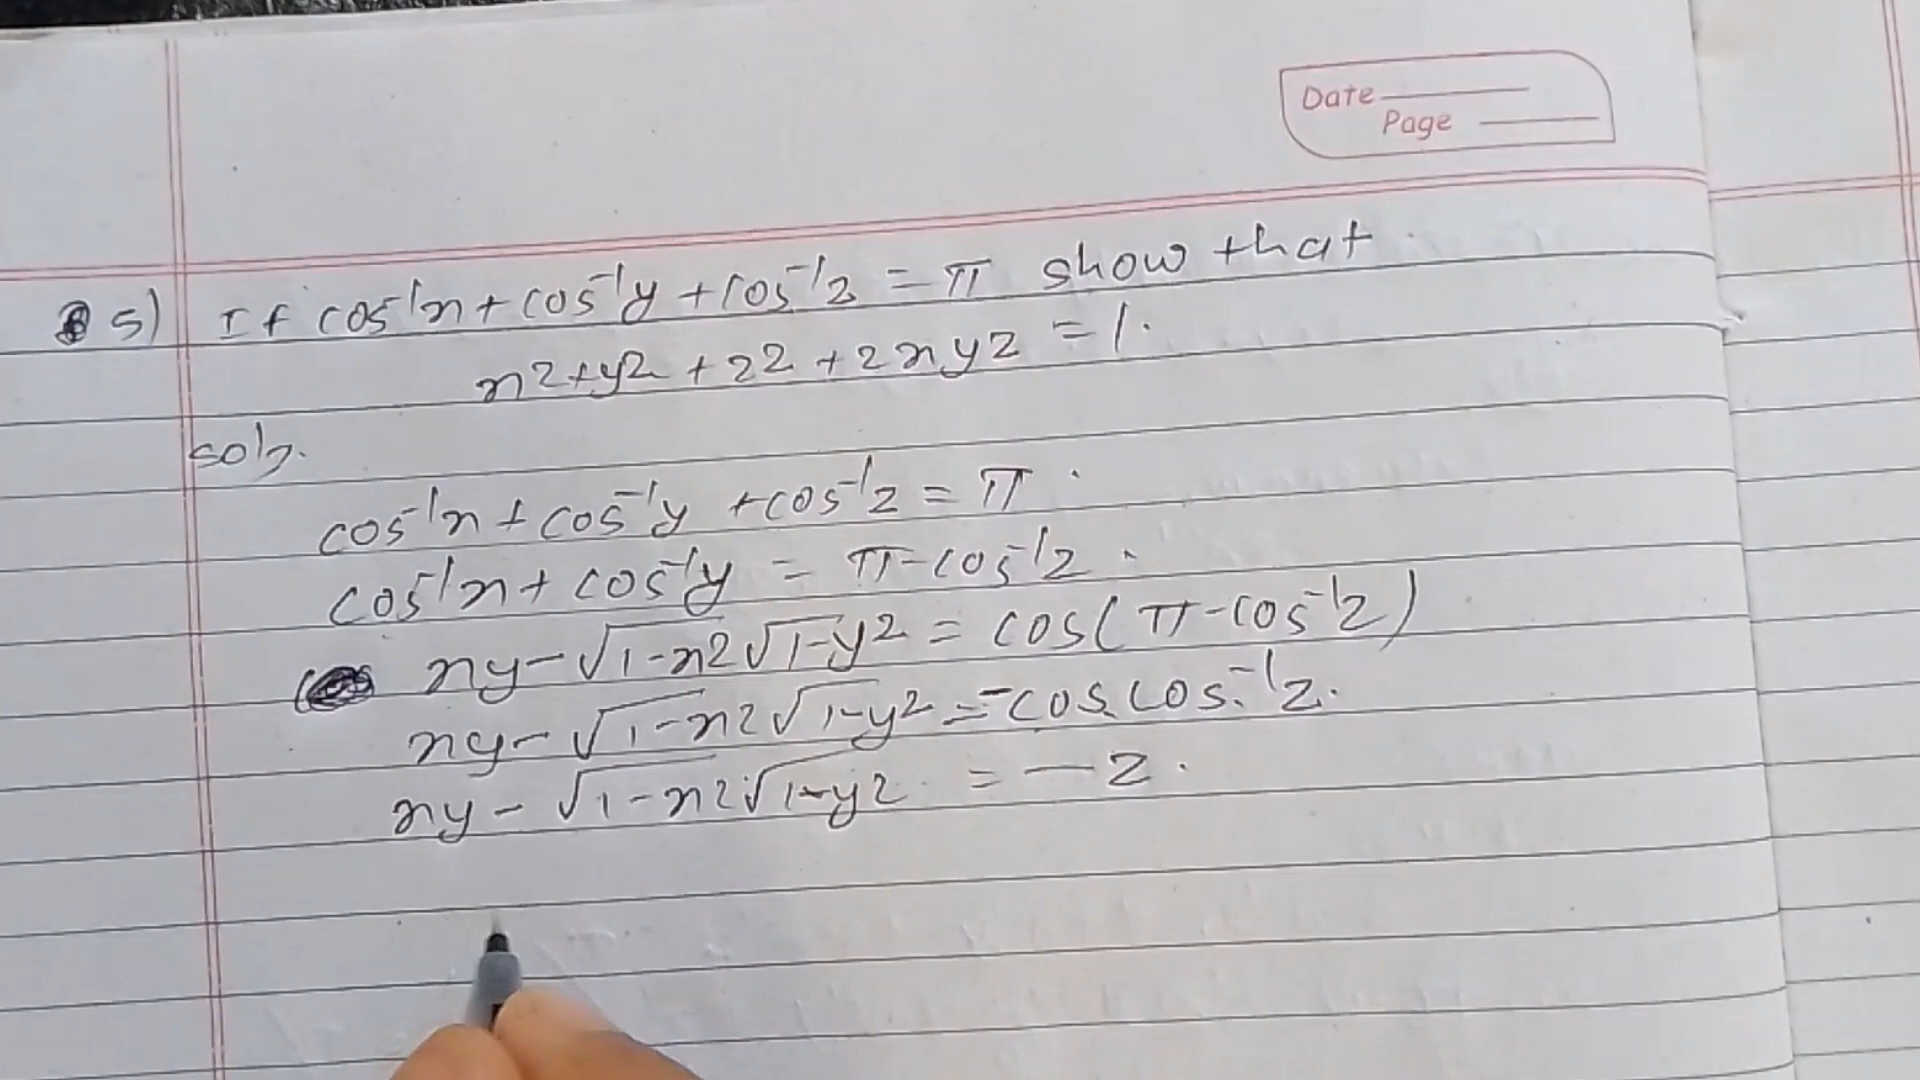 Date
Page
5) If cos⁻¹x + cos⁻¹y + cos⁻¹z = π show that
x² + y² + z² + 2xyz = 1.
soln.
cos⁻¹x + cos⁻¹y + cos⁻¹z = π.
cos⁻¹x + cos⁻¹y = π - cos⁻¹z.
xy - √1-x² √1-y² = cos(π - cos⁻¹z)
xy - √1-x² √1-y² = -cos.cos⁻¹z.
xy - √1-x² √1-y² = -z.